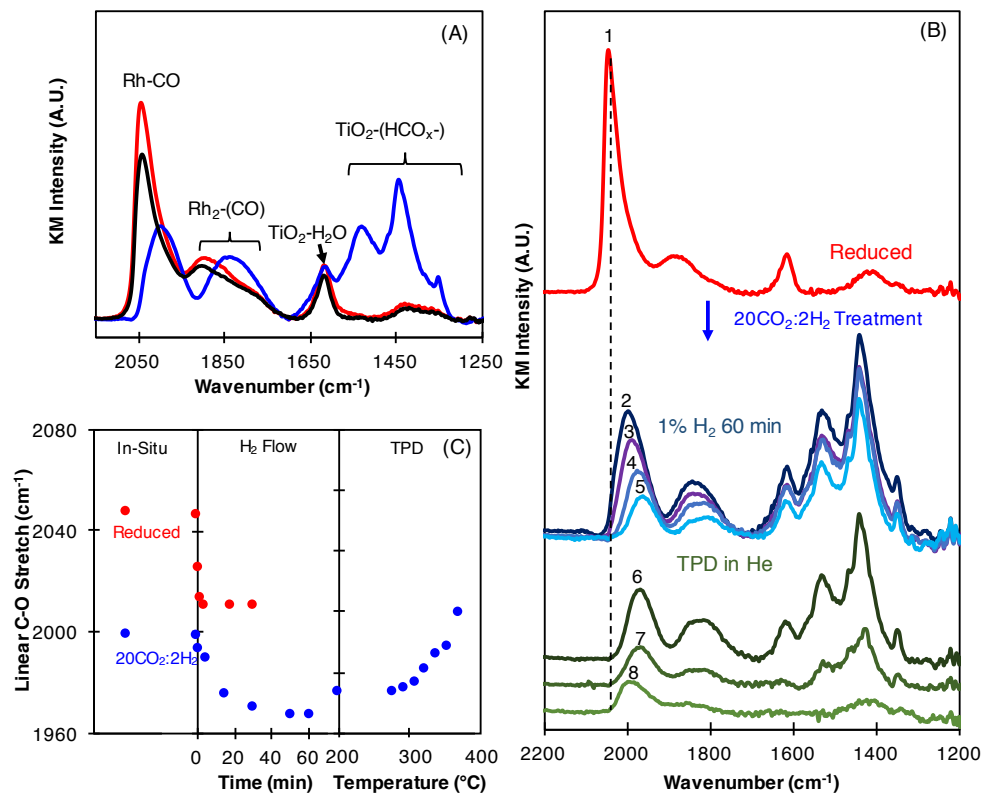 (A)
Rh-CO
TiO₂-(HCOₓ-)
Rh₂-(CO)
TiO₂-H₂O
KM Intensity (A.U.)
2050 1850 1650 1450 1250
Wavenumber (cm⁻¹)
(B)
1
Reduced
20CO₂:2H₂ Treatment
KM Intensity (A.U.)
2
3
4
5
1% H₂ 60 min
TPD in He
6
7
8
2200 2000 1800 1600 1400 1200
Wavenumber (cm⁻¹)
In-Situ H₂ Flow TPD (C)
Linear C-O Stretch (cm⁻¹)
2080
2040
2000
1960
Reduced
20CO₂:2H₂
0 20 40 60 200 300 400
Time (min) Temperature (°C)